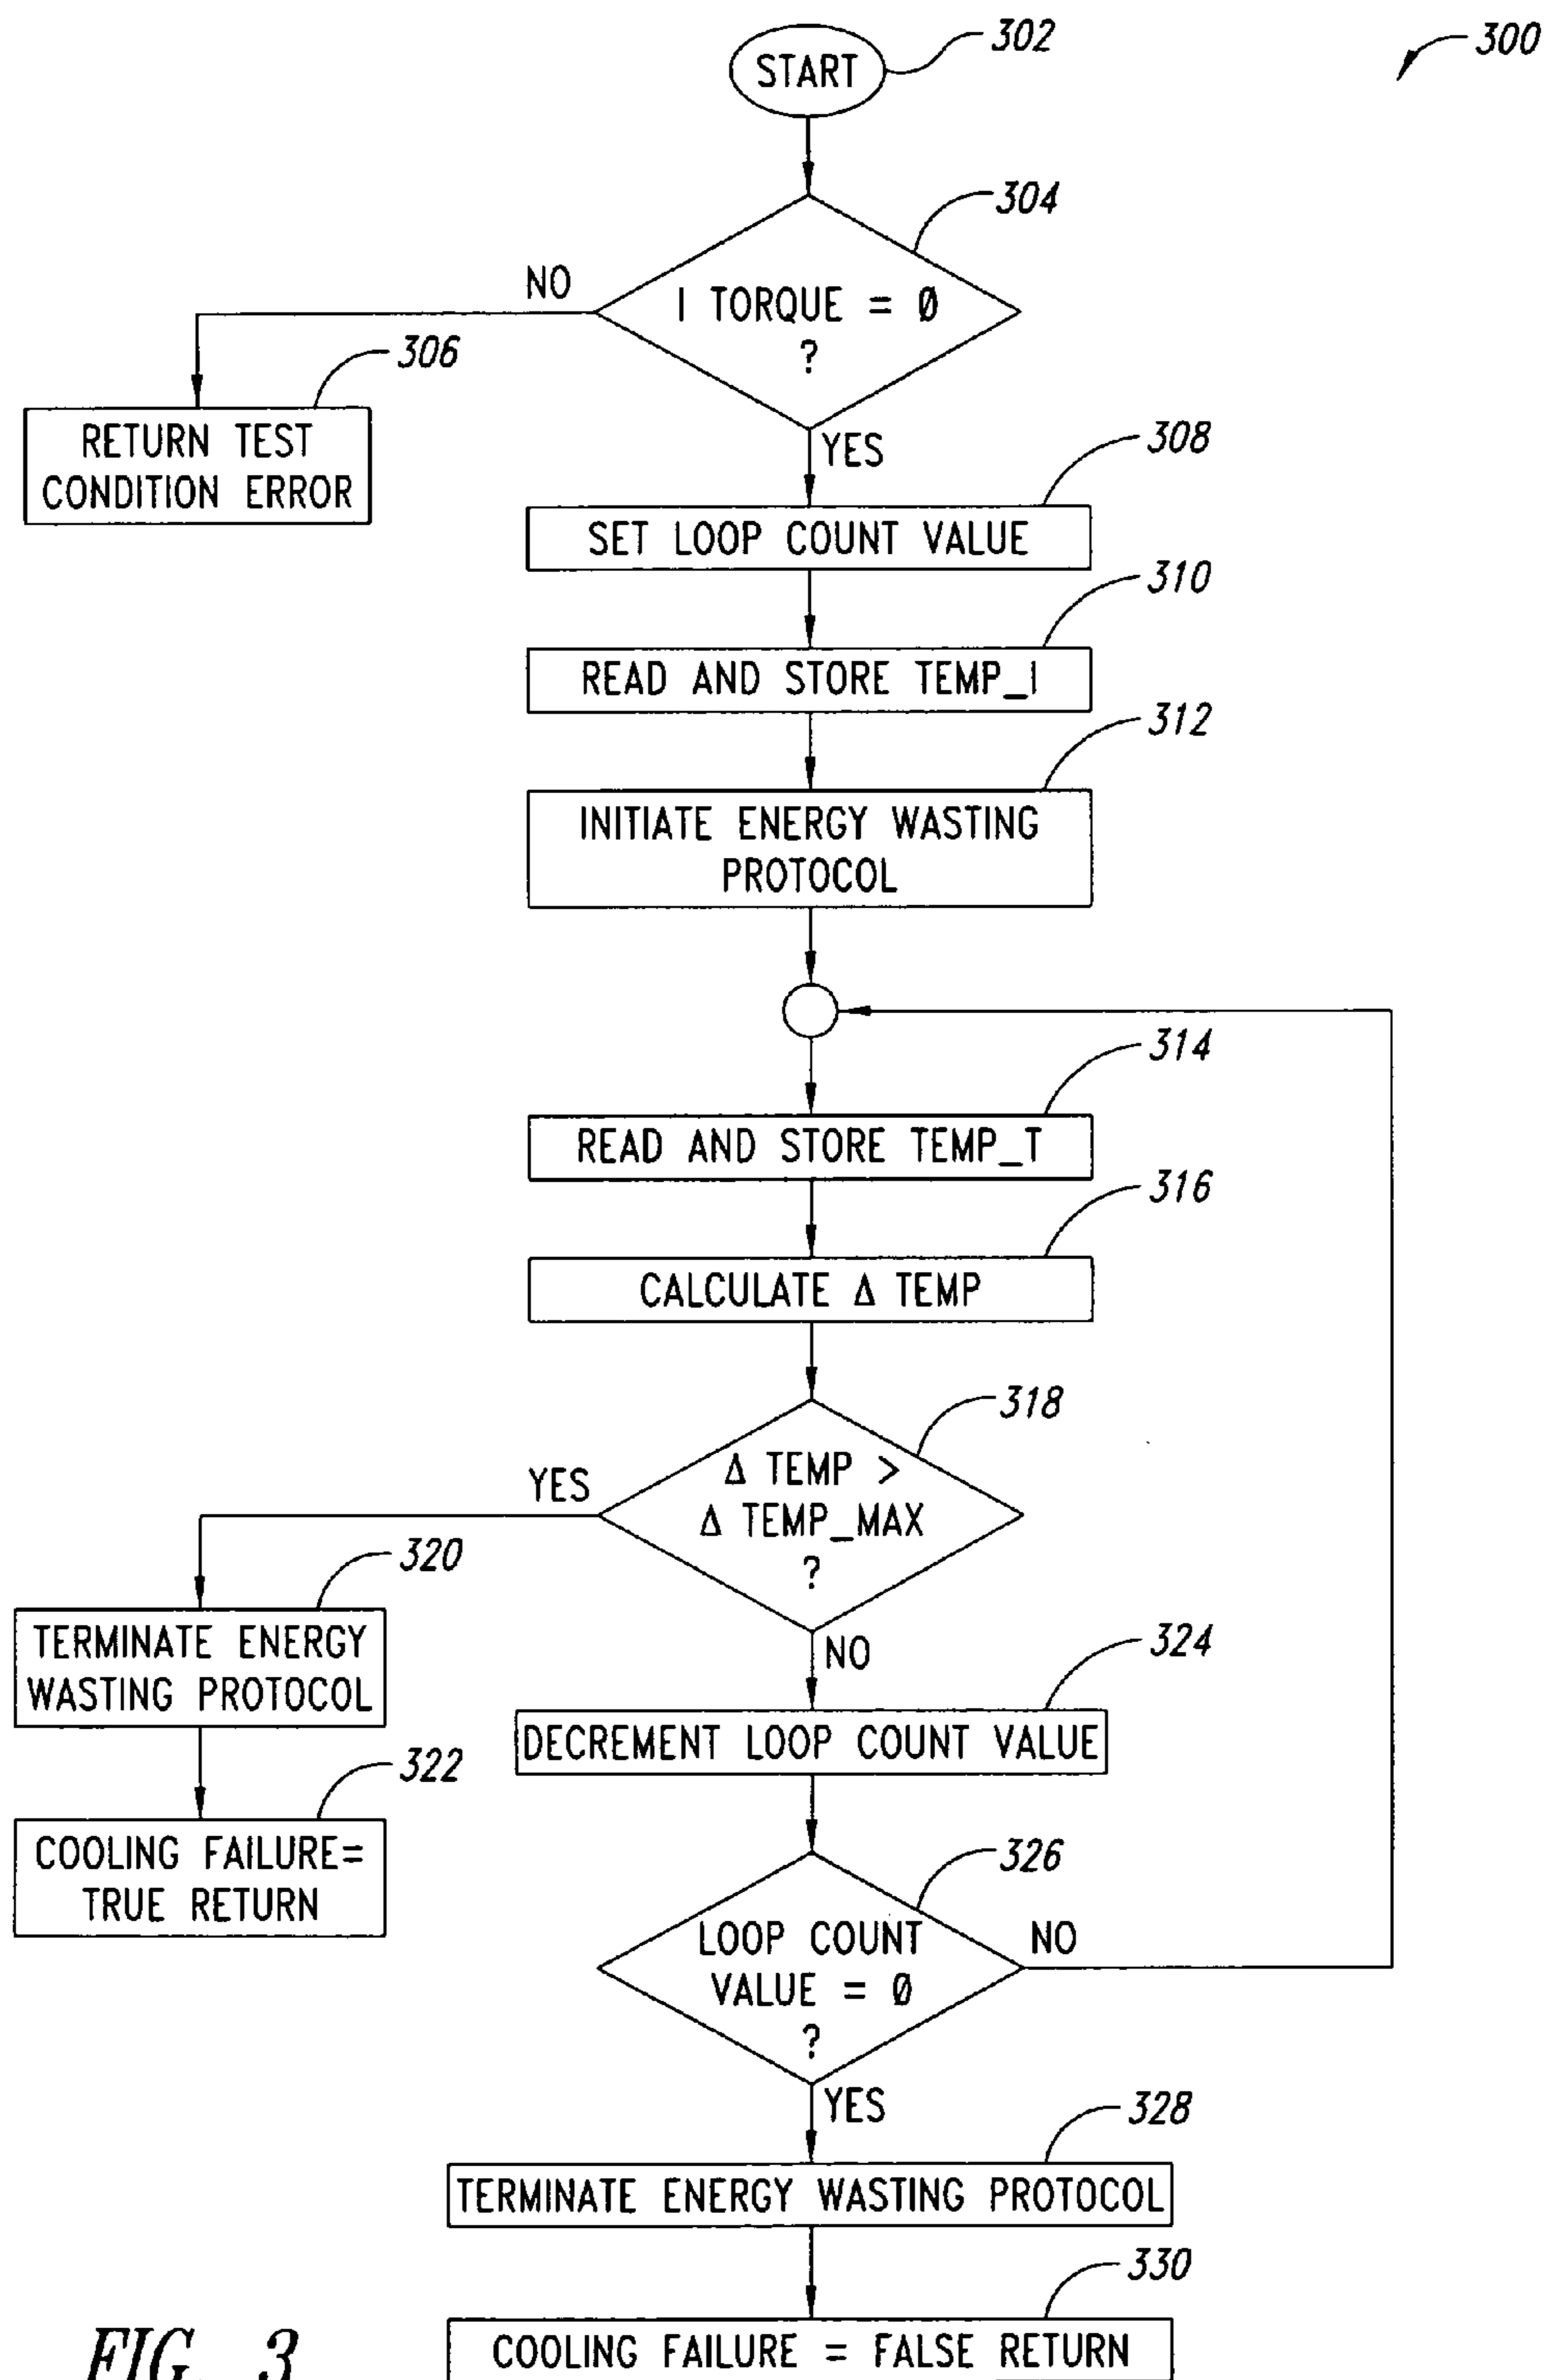 START
302
300
304
NO
I TORQUE = Ø
?
306
RETURN TEST
CONDITION ERROR
YES
308
SET LOOP COUNT VALUE
310
READ AND STORE TEMP_I
312
INITIATE ENERGY WASTING
PROTOCOL
314
READ AND STORE TEMP_T
316
CALCULATE Δ TEMP
318
YES
Δ TEMP >
Δ TEMP_MAX
?
320
TERMINATE ENERGY
WASTING PROTOCOL
NO
324
DECREMENT LOOP COUNT VALUE
322
COOLING FAILURE=
TRUE RETURN
326
LOOP COUNT
VALUE = Ø
?
NO
YES
328
TERMINATE ENERGY WASTING PROTOCOL
330
COOLING FAILURE = FALSE RETURN
FIG. 3